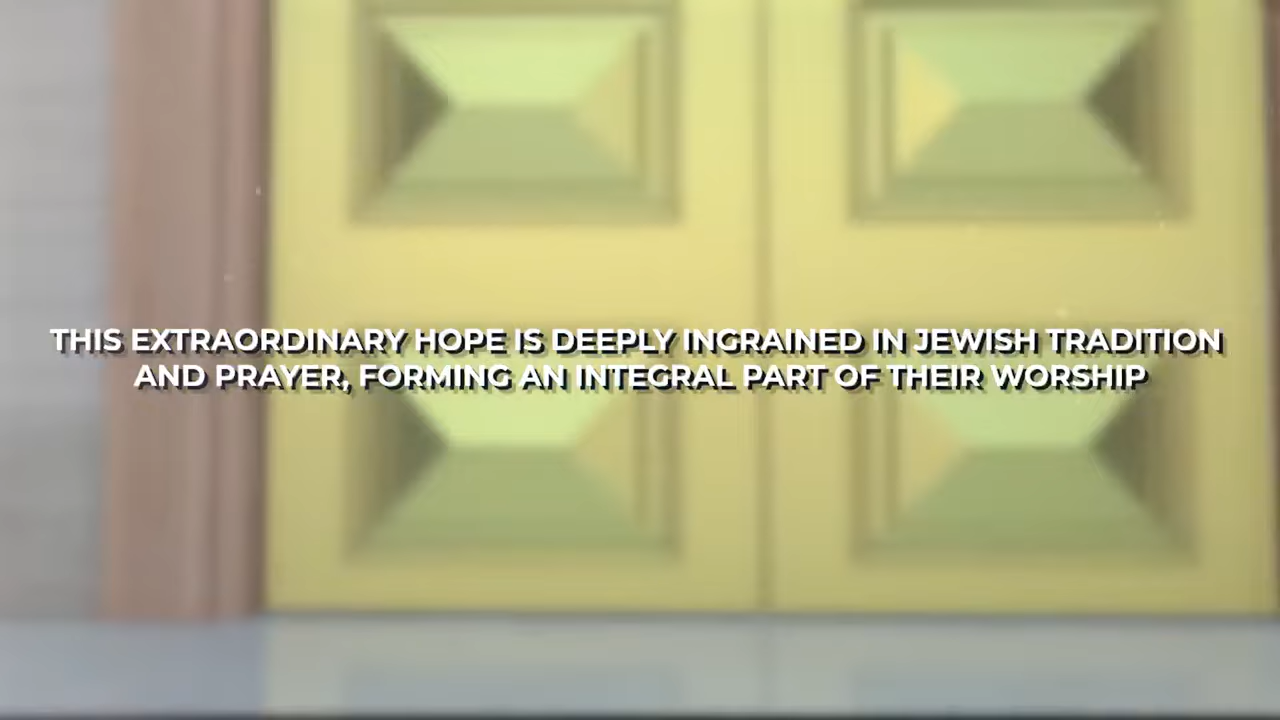 THIS EXTRAORDINARY HOPE IS DEEPLY INGRAINED IN JEWISH TRADITION
AND PRAYER, FORMING AN INTEGRAL PART OF THEIR WORSHIP